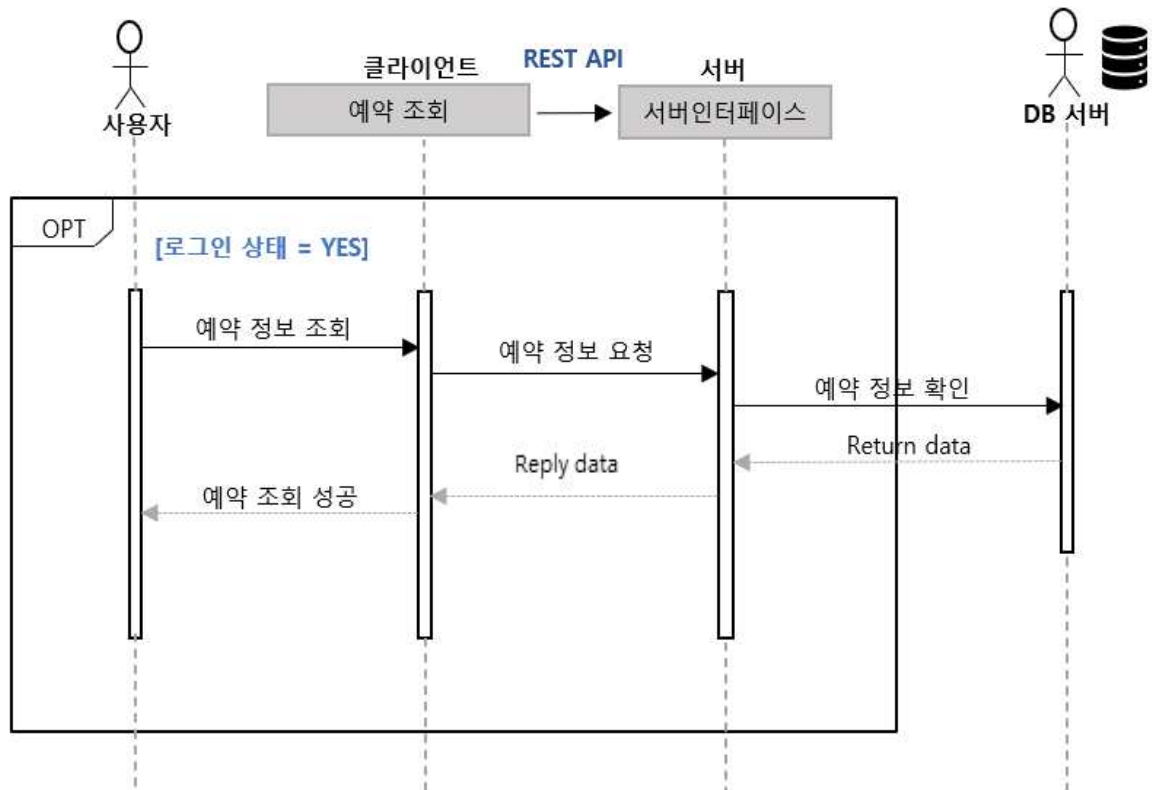 클라이언트
REST API
서버
예약 조회
서버인터페이스
사용자
DB 서버
OPT
[로그인 상태 = YES]
예약 정보 조회
예약 정보 요청
예약 정보 확인
Return data
Reply data
예약 조회 성공